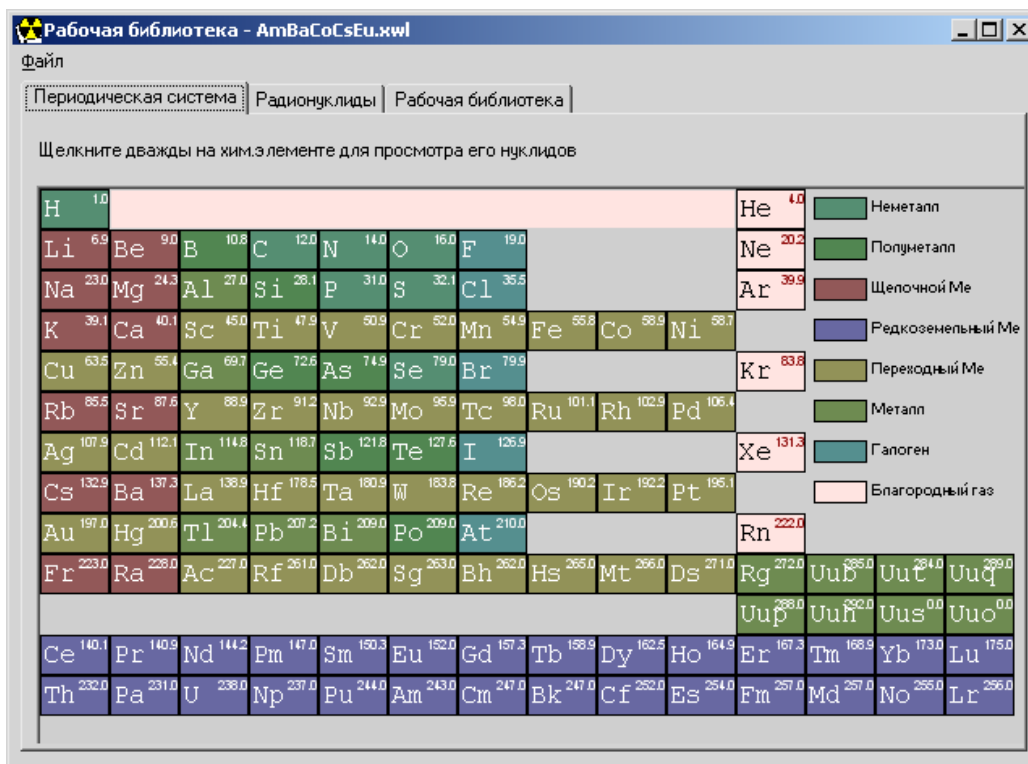 Рабочая библиотека - AmBaCoCsEu.xwl
Файл
Периодическая система Радионуклиды Рабочая библиотека
Щелкните дважды на хим.элементе для просмотра его нуклидов
H 1.0 He 4.0 Неметалл
Li 6.9 Be 9.0 B 10.8 C 12.0 N 14.0 O 16.0 F 19.0 Ne 20.2 Полуметалл
Na 23.0 Mg 24.3 Al 27.0 Si 28.1 P 31.0 S 32.1 Cl 35.5 Ar 39.9 Щелочной Me
K 39.1 Ca 40.1 Sc 45.0 Ti 47.9 V 50.9 Cr 52.0 Mn 54.9 Fe 55.8 Co 58.9 Ni 58.7 Редкоземельный Me
Cu 63.5 Zn 55.4 Ga 69.7 Ge 72.6 As 74.9 Se 79.0 Br 79.9 Kr 83.8 Переходный Me
Rb 85.5 Sr 87.6 Y 88.9 Zr 91.2 Nb 92.9 Mo 95.9 Tc 98.0 Ru 101.1 Rh 102.9 Pd 106.4 Металл
Ag 107.9 Cd 112.1 In 114.8 Sn 118.7 Sb 121.8 Te 127.6 I 126.9 Xe 131.3 Галоген
Cs 132.9 Ba 137.3 La 138.9 Hf 178.5 Ta 180.9 W 183.8 Re 186.2 Os 190.2 Ir 192.2 Pt 195.1 Благородный газ
Au 197.0 Hg 200.6 Tl 204.4 Pb 207.2 Bi 209.0 Po 209.0 At 210.0 Rn 222.0
Fr 223.0 Ra 228.0 Ac 227.0 Rf 261.0 Db 262.0 Sg 263.0 Bh 262.0 Hs 265.0 Mt 266.0 Ds 271.0 Rg 272.0 Uub 285.0 Uut 284.0 Uuq 289.0
Uup 288.0 Uuh 292.0 Uus 0.0 Uuo 0.0
Ce 140.1 Pr 140.9 Nd 144.2 Pm 147.0 Sm 150.3 Eu 152.0 Gd 157.3 Tb 158.9 Dy 162.5 Ho 164.9 Er 167.3 Tm 168.9 Yb 173.0 Lu 175.0
Th 232.0 Pa 231.0 U 238.0 Np 237.0 Pu 244.0 Am 243.0 Cm 247.0 Bk 247.0 Cf 252.0 Es 254.0 Fm 257.0 Md 257.0 No 255.0 Lr 256.0